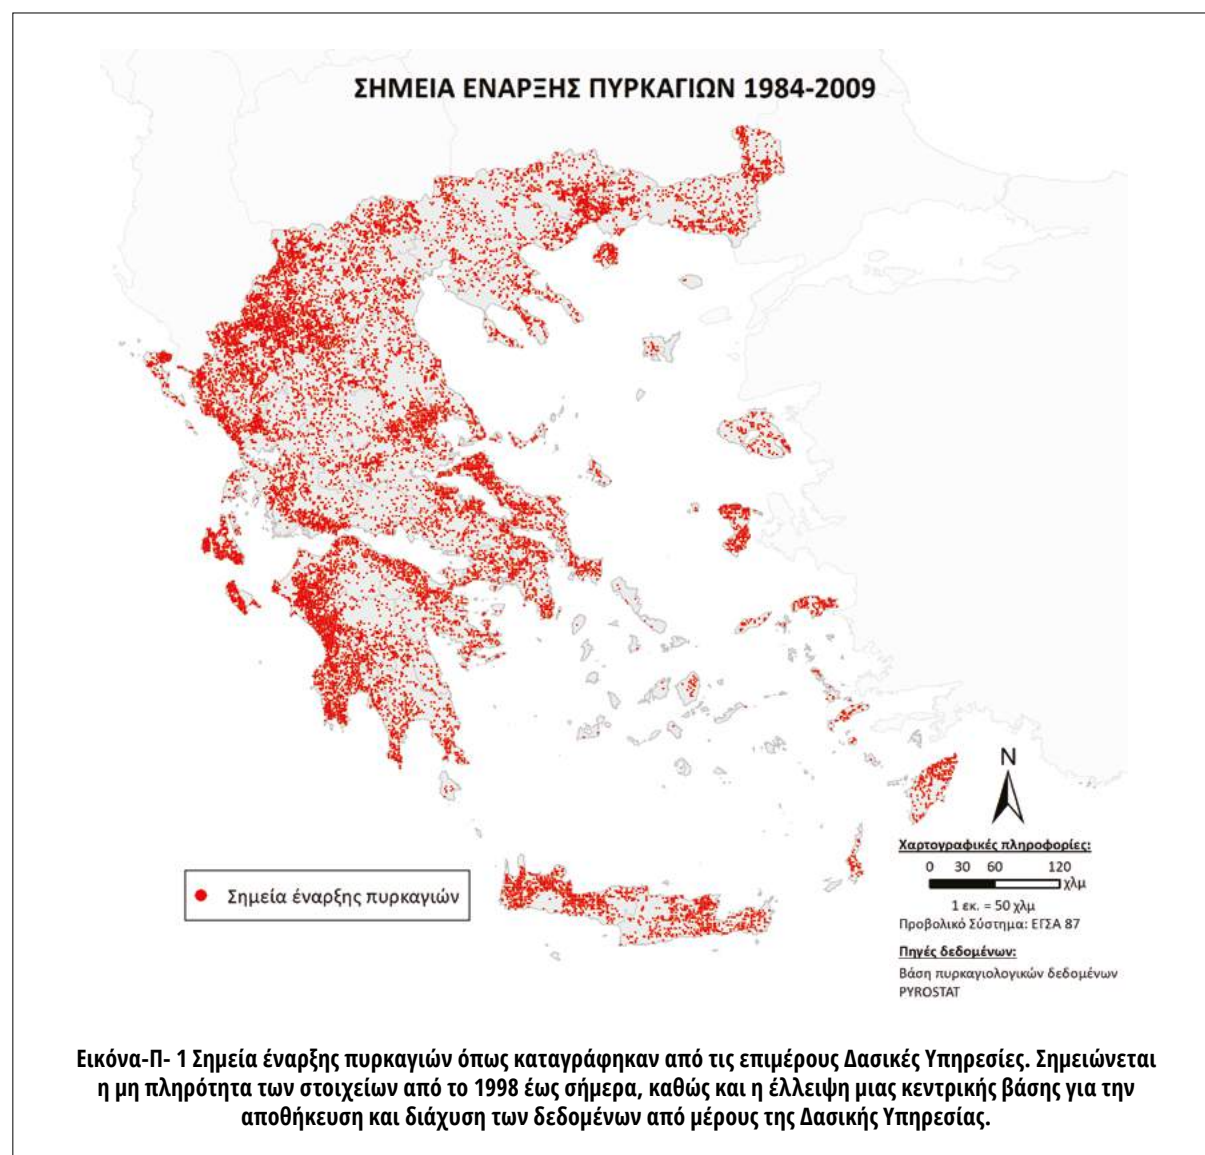 ΣΗΜΕΙΑ ΕΝΑΡΞΗΣ ΠΥΡΚΑΓΙΩΝ 1984-2009
N
Χαρτογραφικές πληροφορίες:
0 30 60 120
χλμ
1 εκ. = 50 χλμ
Προβολικό Σύστημα: ΕΓΣΑ 87
Πηγές δεδομένων:
Βάση πυρκαγιολογικών δεδομένων
PYROSTAT
Σημεία έναρξης πυρκαγιών
Εικόνα-Π- 1 Σημεία έναρξης πυρκαγιών όπως καταγράφηκαν από τις επιμέρους Δασικές Υπηρεσίες. Σημειώνεται
η μη πληρότητα των στοιχείων από το 1998 έως σήμερα, καθώς και η έλλειψη μιας κεντρικής βάσης για την
αποθήκευση και διάχυση των δεδομένων από μέρους της Δασικής Υπηρεσίας.